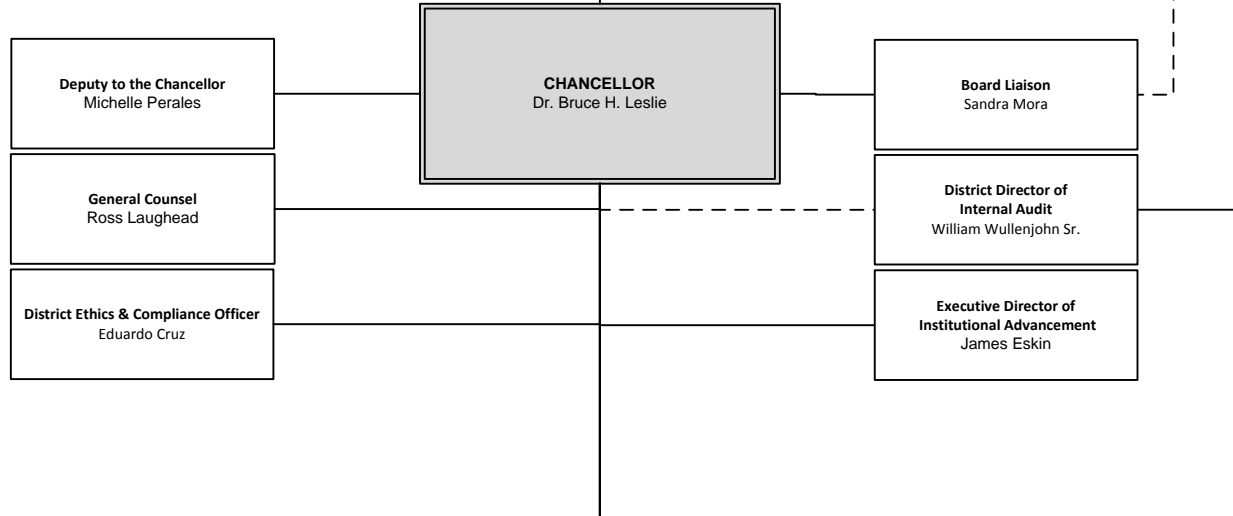 Deputy to the Chancellor
Michelle Perales
CHANCELLOR
Dr. Bruce H. Leslie
Board Liaison
Sandra Mora
General Counsel
Ross Laughead
District Director of
Internal Audit
William Wullenjohn Sr.
District Ethics & Compliance Officer
Eduardo Cruz
Executive Director of
Institutional Advancement
James Eskin